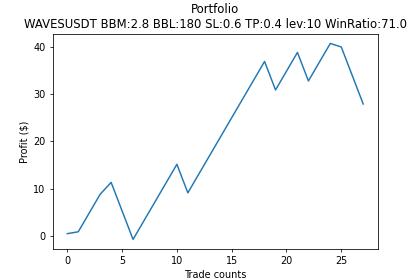 Portfolio
WAVESUSDT BBM:2.8 BBL:180 SL:0.6 TP:0.4 lev:10 WinRatio:71.0
Profit ($)
40
30
20
10
0
0
5
10
15
20
25
Trade counts